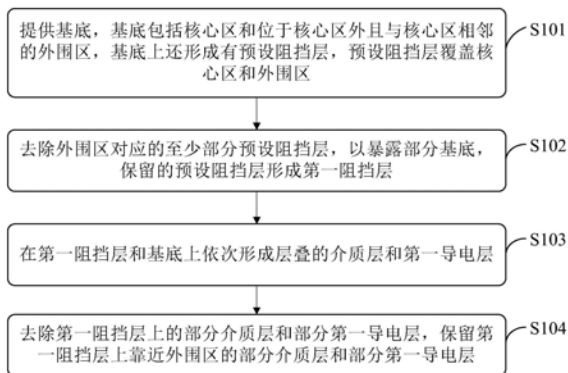 提供基底，基底包括核心区和位于核心区外且与核心区相邻
的外围区，基底上还形成有预设阻挡层，预设阻挡层覆盖核
心区和外围区
S101
去除外围区对应的至少部分预设阻挡层，以暴露部分基底，
保留的预设阻挡层形成第一阻挡层
S102
在第一阻挡层和基底上依次形成层叠的介质层和第一导电层
S103
去除第一阻挡层上的部分介质层和部分第一导电层，保留第
一阻挡层上靠近外围区的部分介质层和部分第一导电层
S104